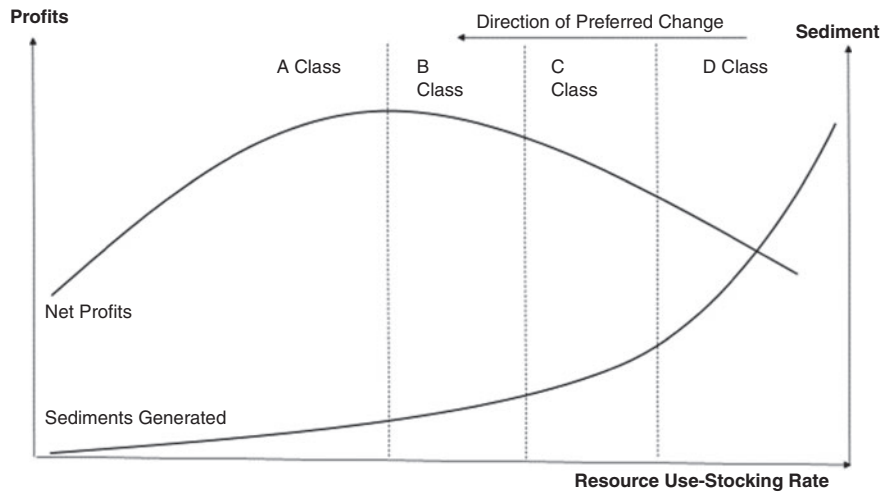 Profits
Direction of Preferred Change
Sediment
A Class
B
Class
C
Class
D Class
Net Profits
Sediments Generated
Resource Use-Stocking Rate